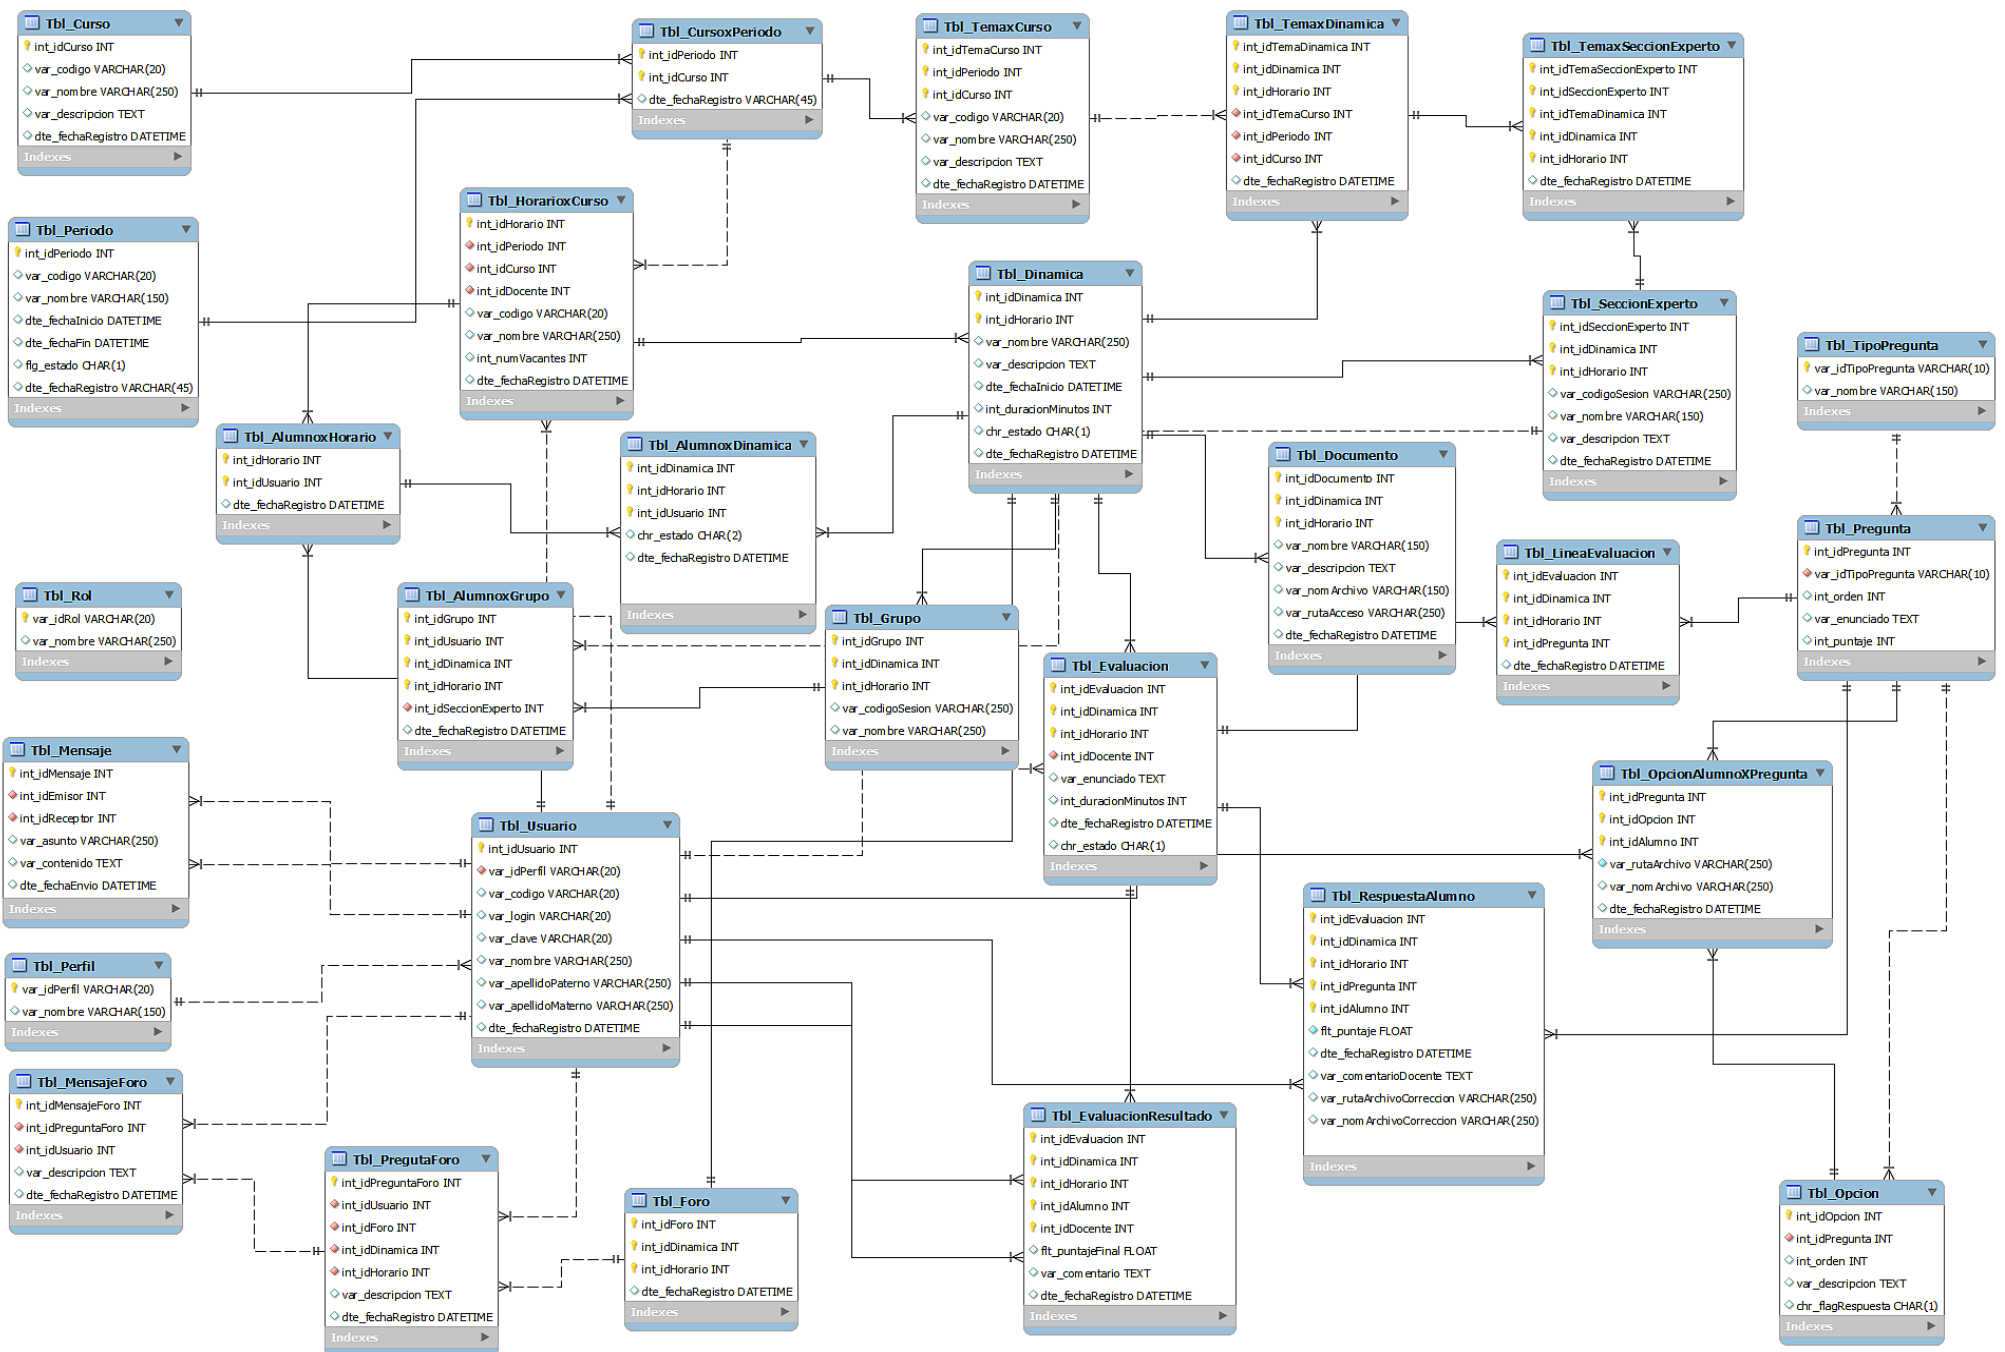 Tbl_Curso
int_idCurso INT
var_codigo VARCHAR(20)
var_nombre VARCHAR(250)
var_descripcion TEXT
dte_fechaRegistro DATETIME
Indexes
Tbl_CursoxPeriodo
int_idPeriodo INT
int_idCurso INT
dte_fechaRegistro VARCHAR(45)
Indexes
Tbl_TemaxCurso
int_idTemaCurso INT
int_idPeriodo INT
int_idCurso INT
var_codigo VARCHAR(20)
var_nombre VARCHAR(250)
var_descripcion TEXT
dte_fechaRegistro DATETIME
Indexes
Tbl_TemaxDinamica
int_idTemaDinamica INT
int_idDinamica INT
int_idHorario INT
int_idTemaCurso INT
int_idPeriodo INT
int_idCurso INT
dte_fechaRegistro DATETIME
Indexes
Tbl_TemaxSeccionExperto
int_idTemaSeccionExperto INT
int_idSeccionExperto INT
int_idTemaDinamica INT
int_idDinamica INT
int_idHorario INT
dte_fechaRegistro DATETIME
Indexes
Tbl_Periodo
int_idPeriodo INT
var_codigo VARCHAR(20)
var_nombre VARCHAR(150)
dte_fechaInicio DATETIME
dte_fechaFin DATETIME
flg_estado CHAR(1)
dte_fechaRegistro VARCHAR(45)
Indexes
Tbl_HorarioxCurso
int_idHorario INT
int_idPeriodo INT
int_idCurso INT
int_idDocente INT
var_codigo VARCHAR(20)
var_nombre VARCHAR(250)
int_numVacantes INT
dte_fechaRegistro DATETIME
Indexes
Tbl_Dinamica
int_idDinamica INT
int_idHorario INT
var_nombre VARCHAR(250)
var_descripcion TEXT
dte_fechaInicio DATETIME
int_duracionMinutos INT
chr_estado CHAR(1)
dte_fechaRegistro DATETIME
Indexes
Tbl_SeccionExperto
int_idSeccionExperto INT
int_idDinamica INT
int_idHorario INT
var_codigoSesion VARCHAR(250)
var_nombre VARCHAR(150)
var_descripcion TEXT
dte_fechaRegistro DATETIME
Indexes
Tbl_TipoPregunta
var_idTipoPregunta VARCHAR(10)
var_nombre VARCHAR(150)
Indexes
Tbl_AlumnoxHorario
int_idHorario INT
int_idUsuario INT
dte_fechaRegistro DATETIME
Indexes
Tbl_AlumnoxDinamica
int_idDinamica INT
int_idHorario INT
int_idUsuario INT
chr_estado CHAR(2)
dte_fechaRegistro DATETIME
Indexes
Tbl_Documento
int_idDocumento INT
int_idDinamica INT
int_idHorario INT
var_nombre VARCHAR(150)
var_descripcion TEXT
var_nomArchivo VARCHAR(150)
var_rutaAcceso VARCHAR(250)
dte_fechaRegistro DATETIME
Indexes
Tbl_LineaEvaluacion
int_idEvaluacion INT
int_idDinamica INT
int_idHorario INT
int_idPregunta INT
dte_fechaRegistro DATETIME
Indexes
Tbl_Pregunta
int_idPregunta INT
var_idTipoPregunta VARCHAR(10)
int_orden INT
var_enunciado TEXT
int_puntaje INT
Indexes
Tbl_Rol
var_idRol VARCHAR(20)
var_nombre VARCHAR(250)
Indexes
Tbl_AlumnoxGrupo
int_idGrupo INT
int_idUsuario INT
int_idDinamica INT
int_idHorario INT
int_idSeccionExperto INT
dte_fechaRegistro DATETIME
Indexes
Tbl_Grupo
int_idGrupo INT
int_idDinamica INT
int_idHorario INT
var_codigoSesion VARCHAR(250)
var_nombre VARCHAR(250)
Indexes
Tbl_Evaluacion
int_idEvaluacion INT
int_idDinamica INT
int_idHorario INT
int_idDocente INT
var_enunciado TEXT
int_duracionMinutos INT
dte_fechaRegistro DATETIME
chr_estado CHAR(1)
Indexes
Tbl_Mensaje
int_idMensaje INT
int_idEmisor INT
int_idReceptor INT
var_asunto VARCHAR(250)
var_contenido TEXT
dte_fechaEnvio DATETIME
Indexes
Tbl_Usuario
int_idUsuario INT
var_idPerfil VARCHAR(20)
var_codigo VARCHAR(20)
var_login VARCHAR(20)
var_clave VARCHAR(20)
var_nombre VARCHAR(250)
var_apellidoPaterno VARCHAR(250)
var_apellidoMaterno VARCHAR(250)
dte_fechaRegistro DATETIME
Indexes
Tbl_OpcionAlumnoXPregunta
int_idPregunta INT
int_idOpcion INT
int_idAlumno INT
var_rutaArchivo VARCHAR(250)
var_nomArchivo VARCHAR(250)
dte_fechaRegistro DATETIME
Indexes
Tbl_RespuestaAlumno
int_idEvaluacion INT
int_idDinamica INT
int_idHorario INT
int_idPregunta INT
int_idAlumno INT
flt_puntaje FLOAT
dte_fechaRegistro DATETIME
var_comentarioDocente TEXT
var_rutaArchivoCorreccion VARCHAR(250)
var_nomArchivoCorreccion VARCHAR(250)
Indexes
Tbl_Perfil
var_idPerfil VARCHAR(20)
var_nombre VARCHAR(150)
Indexes
Tbl_MensajeForo
int_idMensajeForo INT
int_idPreguntaForo INT
int_idUsuario INT
var_descripcion TEXT
dte_fechaRegistro DATETIME
Indexes
Tbl_PregutaForo
int_idPreguntaForo INT
int_idUsuario INT
int_idForo INT
int_idDinamica INT
int_idHorario INT
var_descripcion TEXT
dte_fechaRegistro DATETIME
Indexes
Tbl_Foro
int_idForo INT
int_idDinamica INT
int_idHorario INT
dte_fechaRegistro DATETIME
Indexes
Tbl_EvaluacionResultado
int_idEvaluacion INT
int_idDinamica INT
int_idHorario INT
int_idAlumno INT
int_idDocente INT
flt_puntajeFinal FLOAT
var_comentario TEXT
dte_fechaRegistro DATETIME
Indexes
Tbl_Opcion
int_idOpcion INT
int_idPregunta INT
int_orden INT
var_descripcion TEXT
chr_flagRespuesta CHAR(1)
Indexes